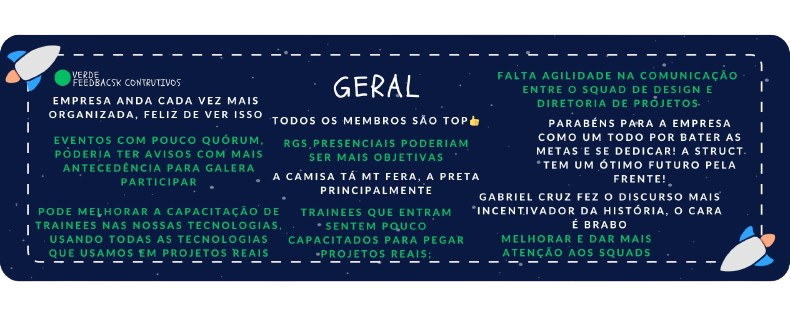 VERDE
FEEDBACSK CONTRUTIVOS
EMPRESA ANDA CADA VEZ MAIS
ORGANIZADA, FELIZ DE VER ISSO
EVENTOS COM POUCO QUÓRUM,
PODERIA TER AVISOS COM MAIS
ANTECEDÊNCIA PARA GALERA
PARTICIPAR
PODE MELHORAR A CAPACITAÇÃO DE
TRAINEES NAS NOSSAS TECNOLOGIAS,
USANDO TODAS AS TECNOLOGIAS
QUE USAMOS EM PROJETOS REAIS
GERAL
TODOS OS MEMBROS SÃO TOP👍
RGS PRESENCIAIS PODERIAM
SER MAIS OBJETIVAS
A CAMISA TÁ MT FERA, A PRETA
PRINCIPALMENTE
TRAINEES QUE ENTRAM
SENTEM POUCO
CAPACITADOS PARA PEGAR
PROJETOS REAIS;
FALTA AGILIDADE NA COMUNICAÇÃO
ENTRE O SQUAD DE DESIGN E
DIRETORIA DE PROJETOS
PARABÉNS PARA A EMPRESA
COMO UM TODO POR BATER AS
METAS E SE DEDICAR! A STRUCT
TEM UM ÓTIMO FUTURO PELA
FRENTE!
GABRIEL CRUZ FEZ O DISCURSO MAIS
INCENTIVADOR DA HISTÓRIA, O CARA
É BRABO
MELHORAR E DAR MAIS
ATENÇÃO AOS SQUADS